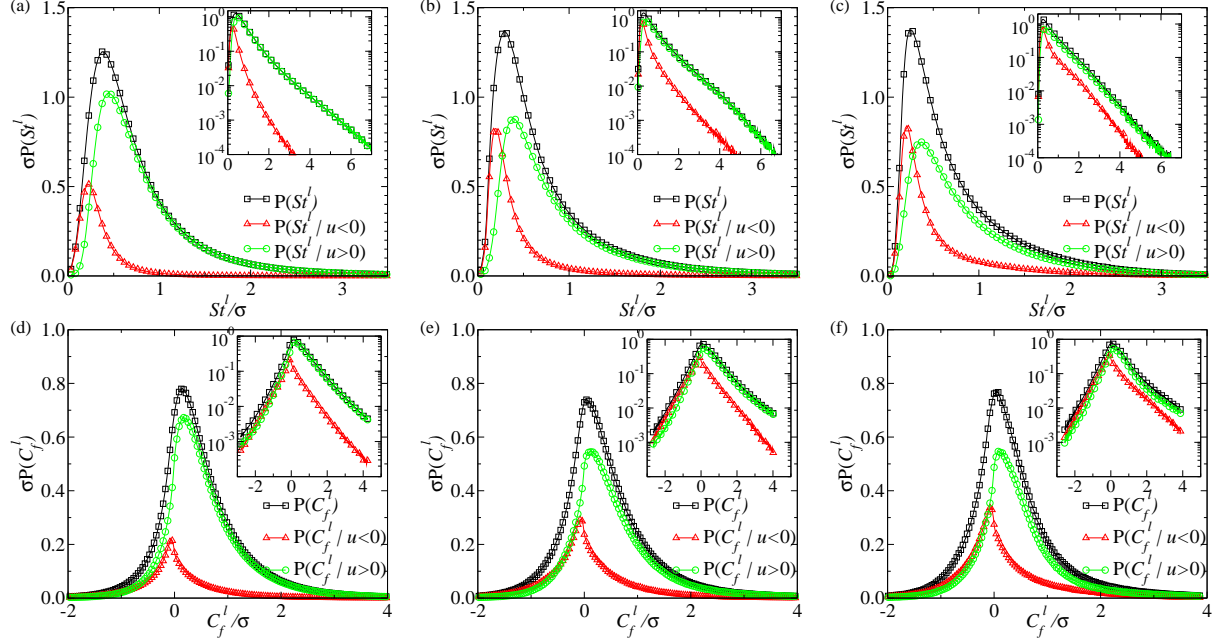 (a)
σP(St^l)
1.5
1.0
0.5
0.0
0 1 2 3
St^l/σ
10^0
10^-1
10^-2
10^-3
10^-4
0 2 4 6
P(St^l)
P(St^l / u<0)
P(St^l / u>0)
(b)
σP(St^l)
1.5
1.0
0.5
0.0
0 1 2 3
St^l/σ
10^0
10^-1
10^-2
10^-3
10^-4
0 2 4 6
P(St^l)
P(St^l / u<0)
P(St^l / u>0)
(c)
σP(St^l)
1.5
1.0
0.5
0.0
0 1 2 3
St^l/σ
10^0
10^-1
10^-2
10^-3
10^-4
0 2 4 6
P(St^l)
P(St^l / u<0)
P(St^l / u>0)
(d)
σP(C_f^l)
1.0
0.8
0.6
0.4
0.2
0.0
-2 0 2 4
C_f^l/σ
10^0
10^-1
10^-2
10^-3
-2 0 2 4
P(C_f^l)
P(C_f^l / u<0)
P(C_f^l / u>0)
(e)
σP(C_f^l)
1.0
0.8
0.6
0.4
0.2
0.0
-2 0 2 4
C_f^l/σ
10^0
10^-1
10^-2
10^-3
-2 0 2 4
P(C_f^l)
P(C_f^l / u<0)
P(C_f^l / u>0)
(f)
σP(C_f^l)
1.0
0.8
0.6
0.4
0.2
0.0
-2 0 2 4
C_f^l/σ
10^0
10^-1
10^-2
10^-3
-2 0 2 4
P(C_f^l)
P(C_f^l / u<0)
P(C_f^l / u>0)